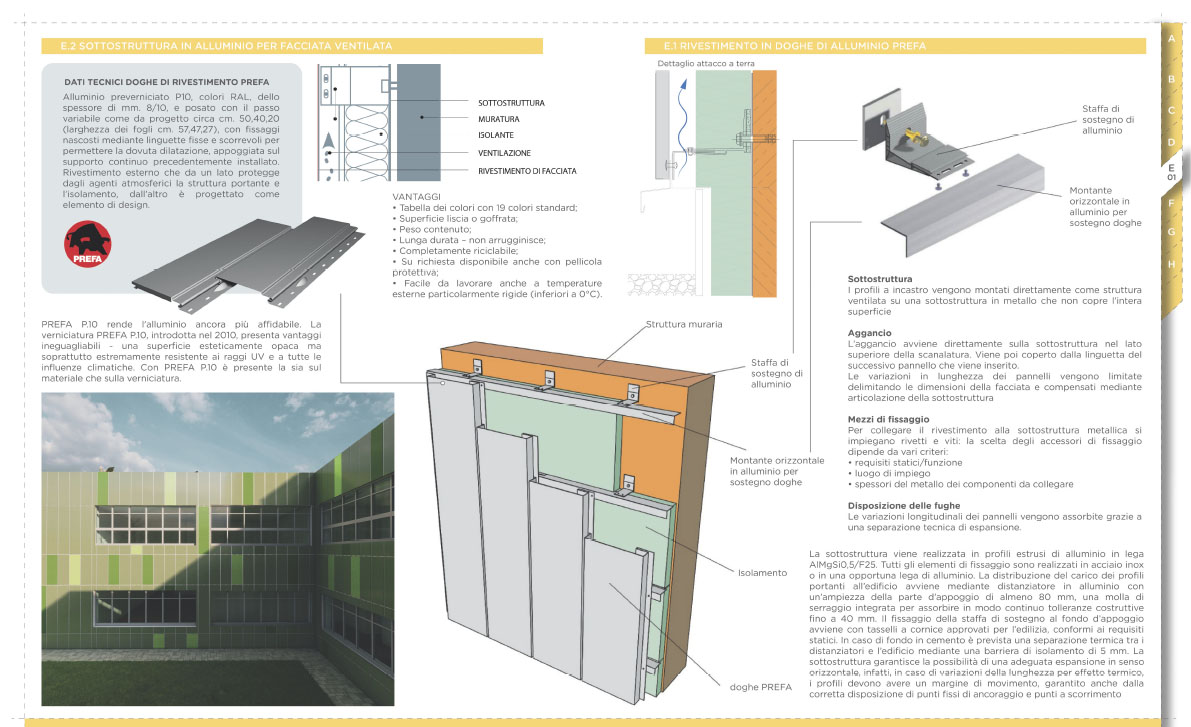 E.2 SOTTOSTRUTTURA IN ALLUMINIO PER FACCIATA VENTILATA
DATI TECNICI DOGHE DI RIVESTIMENTO PREFA
Alluminio preverniciato P10, colori RAL, dello
spessore di mm. 8/10, e posato con il passo
variabile come da progetto circa cm. 50,40,20
(larghezza dei fogli cm. 57,47,27), con fissaggi
nascosti mediante linguette fisse e scorrevoli per
permettere la dovuta dilatazione, appoggiata sul
supporto continuo precedentemente installato.
Rivestimento esterno che da un lato protegge
dagli agenti atmosferici la struttura portante e
l'isolamento, dall'altro è progettato come
elemento di design.
PREFA
SOTTOSTRUTTURA
MURATURA
ISOLANTE
VENTILAZIONE
RIVESTIMENTO DI FACCIATA
VANTAGGI
• Tabella dei colori con 19 colori standard;
• Superficie liscia o goffrata;
• Peso contenuto;
• Lunga durata – non arrugginisce;
• Completamente riciclabile;
• Su richiesta disponibile anche con pellicola
protettiva;
• Facile da lavorare anche a temperature
esterne particolarmente rigide (inferiori a 0°C).
PREFA P.10 rende l'alluminio ancora più affidabile. La
verniciatura PREFA P.10, introdotta nel 2010, presenta vantaggi
ineguagliabili - una superficie esteticamente opaca ma
soprattutto estremamente resistente ai raggi UV e a tutte le
influenze climatiche. Con PREFA P.10 è presente la sia sul
materiale che sulla verniciatura.
E.1 RIVESTIMENTO IN DOGHE DI ALLUMINIO PREFA
Dettaglio attacco a terra
Staffa di
sostegno di
alluminio
Montante
orizzontale in
alluminio per
sostegno doghe
Struttura muraria
Staffa di
sostegno di
alluminio
Montante orizzontale
in alluminio per
sostegno doghe
Isolamento
doghe PREFA
Sottostruttura
I profili a incastro vengono montati direttamente come struttura
ventilata su una sottostruttura in metallo che non copre l'intera
superficie
Aggancio
L'aggancio avviene direttamente sulla sottostruttura nel lato
superiore della scanalatura. Viene poi coperto dalla linguetta del
successivo pannello che viene inserito.
Le variazioni in lunghezza dei pannelli vengono limitate
delimitando le dimensioni della facciata e compensati mediante
articolazione della sottostruttura
Mezzi di fissaggio
Per collegare il rivestimento alla sottostruttura metallica si
impiegano rivetti e viti: la scelta degli accessori di fissaggio
dipende da vari criteri:
• requisiti statici/funzione
• luogo di impiego
• spessori del metallo dei componenti da collegare
Disposizione delle fughe
Le variazioni longitudinali dei pannelli vengono assorbite grazie a
una separazione tecnica di espansione.
La sottostruttura viene realizzata in profili estrusi di alluminio in lega
AlMgSi0,5/F25. Tutti gli elementi di fissaggio sono realizzati in acciaio inox
o in una opportuna lega di alluminio. La distribuzione del carico dei profili
portanti all'edificio avviene mediante distanziatore in alluminio con
un'ampiezza della parte d'appoggio di almeno 80 mm, una molla di
serraggio integrata per assorbire in modo continuo tolleranze costruttive
fino a 40 mm. Il fissaggio della staffa di sostegno al fondo d'appoggio
avviene con tasselli a cornice approvati per l'edilizia, conformi ai requisiti
statici. In caso di fondo in cemento è prevista una separazione termica tra i
distanziatori e l'edificio mediante una barriera di isolamento di 5 mm. La
sottostruttura garantisce la possibilità di una adeguata espansione in senso
orizzontale, infatti, in caso di variazioni della lunghezza per effetto termico,
i profili devono avere un margine di movimento, garantito anche dalla
corretta disposizione di punti fissi di ancoraggio e punti a scorrimento
A
B
C
D
E
01
F
G
H